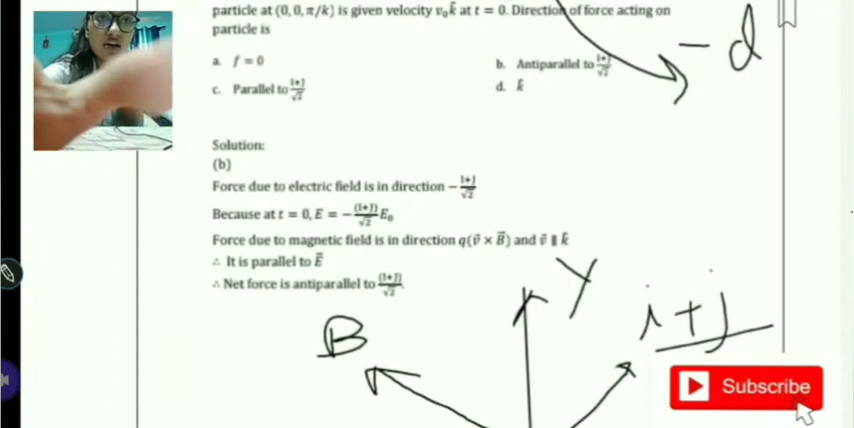 particle at (0, 0, π/k) is given velocity v₀k̂ at t = 0. Direction of force acting on
particle is
a. f = 0
b. Antiparallel to (î+ĵ)/√2
c. Parallel to (î+ĵ)/√2
d. k̂
- d
Solution:
(b)
Force due to electric field is in direction − (î+ĵ)/√2
Because at t = 0, E = − (î+ĵ)/√2 E₀
Force due to magnetic field is in direction q(v⃗ × B⃗) and v⃗ ∥ k̂
∴ It is parallel to E⃗
∴ Net force is antiparallel to (î+ĵ)/√2.
Y
i + j
B
Subscribe